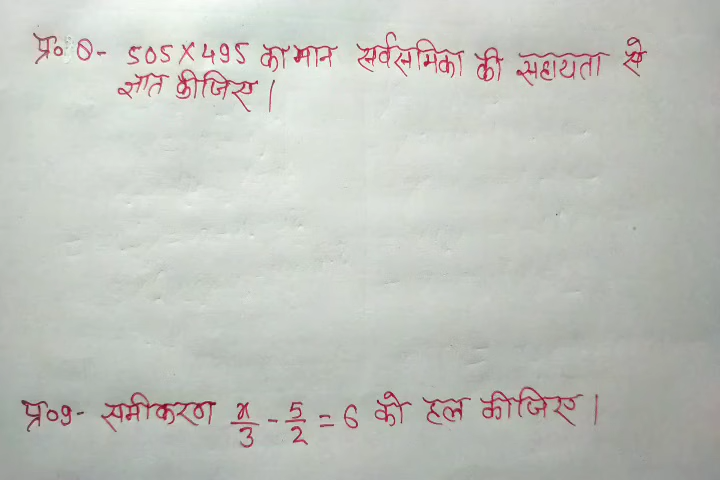 प्र० 8- 505×495 का मान सर्वसमिका की सहायता से
ज्ञात कीजिए।
प्र०9- समीकरण x/3 - 5/2 = 6 को हल कीजिए।